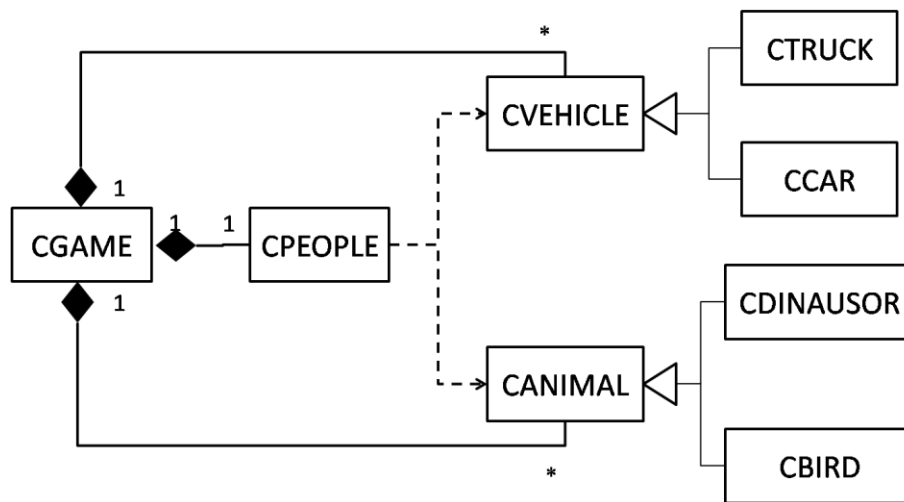 *
CTRUCK
CVEHICLE
CCAR
1
1
1
CGAME
CPEOPLE
1
CDINAUSOR
CANIMAL
*
CBIRD